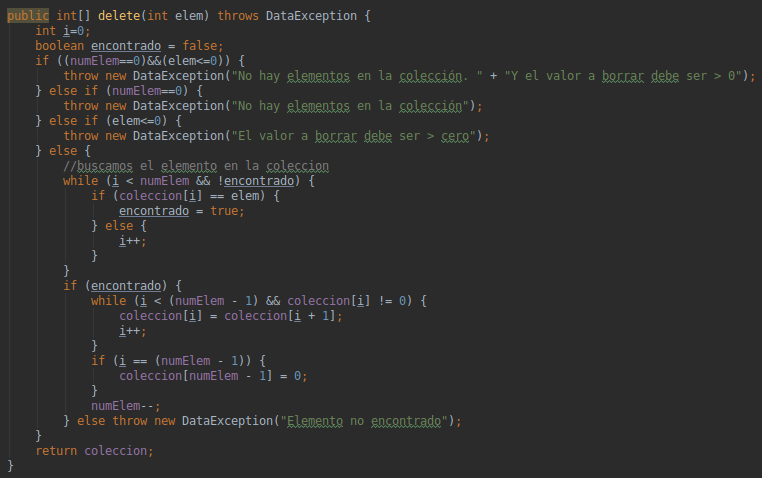 public int[] delete(int elem) throws DataException {
    int i=0;
    boolean encontrado = false;
    if ((numElem==0)&&(elem<=0)) {
        throw new DataException("No hay elementos en la colección. " + "Y el valor a borrar debe ser > 0");
    } else if (numElem==0) {
        throw new DataException("No hay elementos en la colección");
    } else if (elem<=0) {
        throw new DataException("El valor a borrar debe ser > cero");
    } else {
        //buscamos el elemento en la coleccion
        while (i < numElem && !encontrado) {
            if (coleccion[i] == elem) {
                encontrado = true;
            } else {
                i++;
            }
        }
        if (encontrado) {
            while (i < (numElem - 1) && coleccion[i] != 0) {
                coleccion[i] = coleccion[i + 1];
                i++;
            }
            if (i == (numElem - 1)) {
                coleccion[numElem - 1] = 0;
            }
            numElem--;
        } else throw new DataException("Elemento no encontrado");
    }
    return coleccion;
}